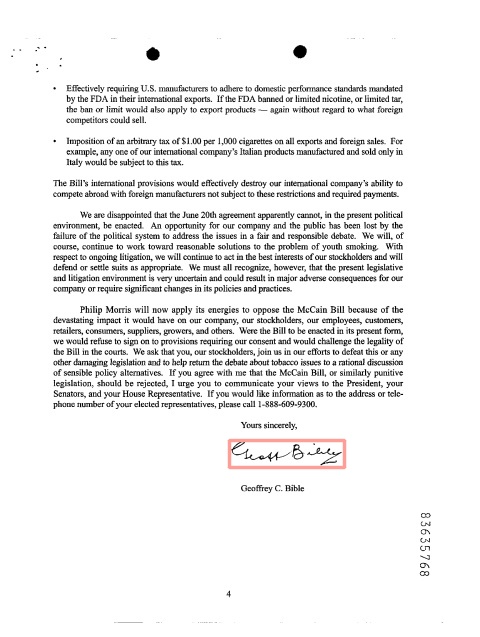 • Effectively requiring U.S. manufacturers to adhere to domestic performance standards mandated
by the FDA in their international exports. If the FDA banned or limited nicotine, or limited tar,
the ban or limit would also apply to export products — again without regard to what foreign
competitors could sell.
• Imposition of an arbitrary tax of $1.00 per 1,000 cigarettes on all exports and foreign sales. For
example, any one of our international company's Italian products manufactured and sold only in
Italy would be subject to this tax.
The Bill's international provisions would effectively destroy our international company's ability to
compete abroad with foreign manufacturers not subject to these restrictions and required payments.
We are disappointed that the June 20th agreement apparently cannot, in the present political
environment, be enacted. An opportunity for our company and the public has been lost by the
failure of the political system to address the issues in a fair and responsible debate. We will, of
course, continue to work toward reasonable solutions to the problem of youth smoking. With
respect to ongoing litigation, we will continue to act in the best interests of our stockholders and will
defend or settle suits as appropriate. We must all recognize, however, that the present legislative
and litigation environment is very uncertain and could result in major adverse consequences for our
company or require significant changes in its policies and practices.
Philip Morris will now apply its energies to oppose the McCain Bill because of the
devastating impact it would have on our company, our stockholders, our employees, customers,
retailers, consumers, suppliers, growers, and others. Were the Bill to be enacted in its present form,
we would refuse to sign on to provisions requiring our consent and would challenge the legality of
the Bill in the courts. We ask that you, our stockholders, join us in our efforts to defeat this or any
other damaging legislation and to help return the debate about tobacco issues to a rational discussion
of sensible policy alternatives. If you agree with me that the McCain Bill, or similarly punitive
legislation, should be rejected, I urge you to communicate your views to the President, your
Senators, and your House Representative. If you would like information as to the address or tele-
phone number of your elected representatives, please call 1-888-609-9300.
Yours sincerely,
Geoff Bible
Geoffrey C. Bible
83635768
4